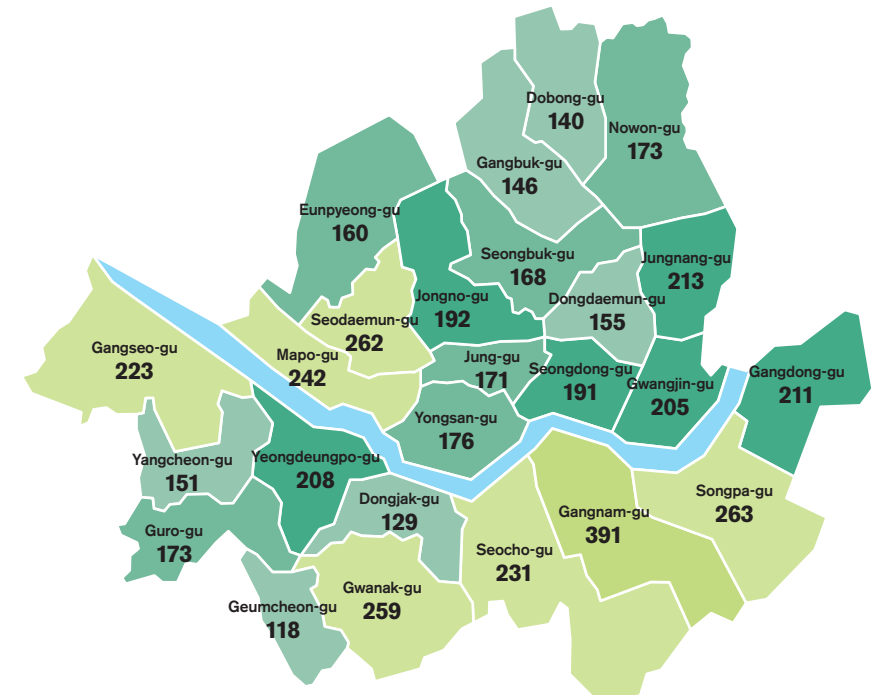 Dobong-gu
140
Nowon-gu
173
Gangbuk-gu
146
Eunpyeong-gu
160
Seongbuk-gu
168
Jungnang-gu
213
Jongno-gu
192
Dongdaemun-gu
155
Seodaemun-gu
262
Gangseo-gu
223
Mapo-gu
242
Jung-gu
171
Seongdong-gu
191
Gwangjin-gu
205
Gangdong-gu
211
Yongsan-gu
176
Yangcheon-gu
151
Yeongdeungpo-gu
208
Dongjak-gu
129
Songpa-gu
263
Gangnam-gu
391
Guro-gu
173
Seocho-gu
231
Gwanak-gu
259
Geumcheon-gu
118